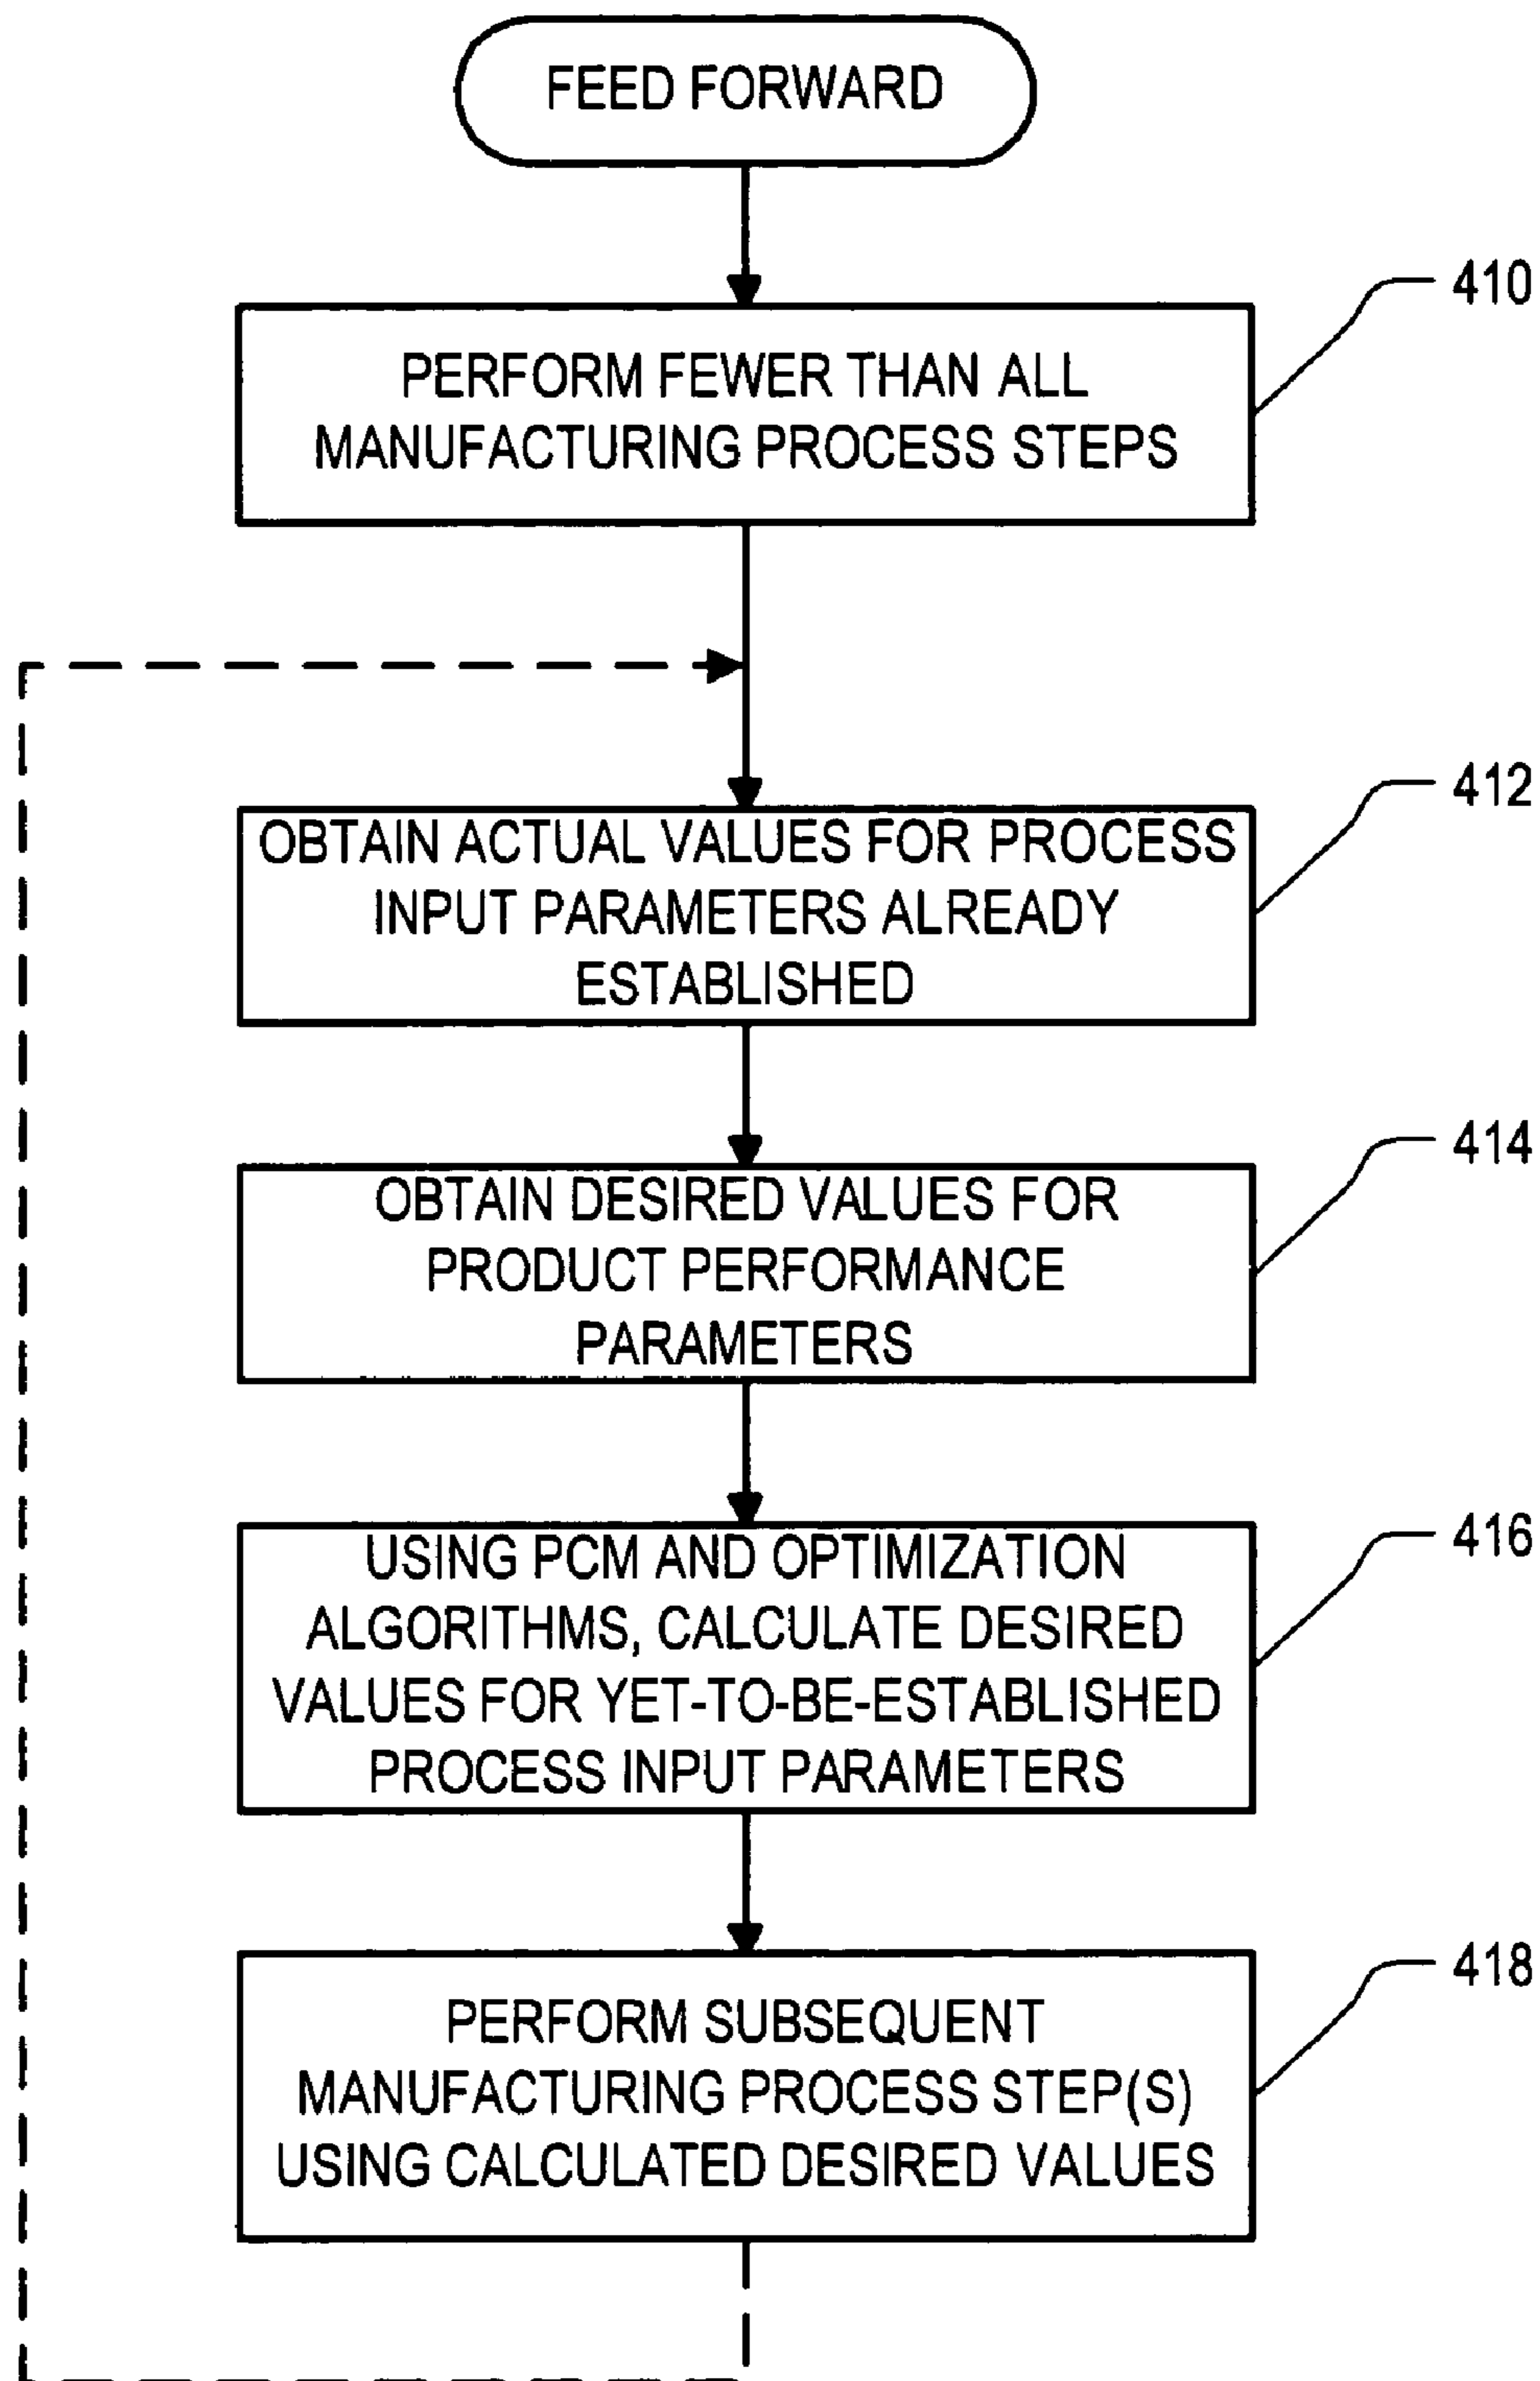 FEED FORWARD
410
PERFORM FEWER THAN ALL
MANUFACTURING PROCESS STEPS
412
OBTAIN ACTUAL VALUES FOR PROCESS
INPUT PARAMETERS ALREADY
ESTABLISHED
414
OBTAIN DESIRED VALUES FOR
PRODUCT PERFORMANCE
PARAMETERS
416
USING PCM AND OPTIMIZATION
ALGORITHMS, CALCULATE DESIRED
VALUES FOR YET-TO-BE-ESTABLISHED
PROCESS INPUT PARAMETERS
418
PERFORM SUBSEQUENT
MANUFACTURING PROCESS STEP(S)
USING CALCULATED DESIRED VALUES